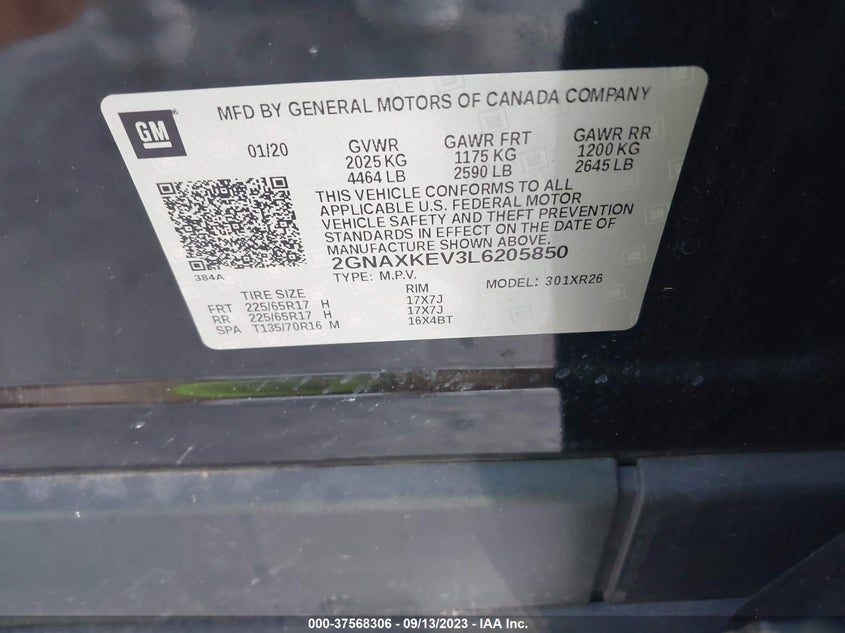 MFD BY GENERAL MOTORS OF CANADA COMPANY
GM®
01/20 GVWR GAWR FRT GAWR RR
2025 KG 1175 KG 1200 KG
4464 LB 2590 LB 2645 LB
THIS VEHICLE CONFORMS TO ALL
APPLICABLE U.S. FEDERAL MOTOR
VEHICLE SAFETY AND THEFT PREVENTION
STANDARDS IN EFFECT ON THE DATE OF
MANUFACTURE SHOWN ABOVE.
2GNAXKEV3L6205850
384A
TYPE: M.P.V. MODEL: 301XR26
TIRE SIZE RIM
FRT 225/65R17 H 17X7J
RR 225/65R17 H 17X7J
SPA T135/70R16 M 16X4BT
000-37568306 - 09/13/2023 - IAA Inc.